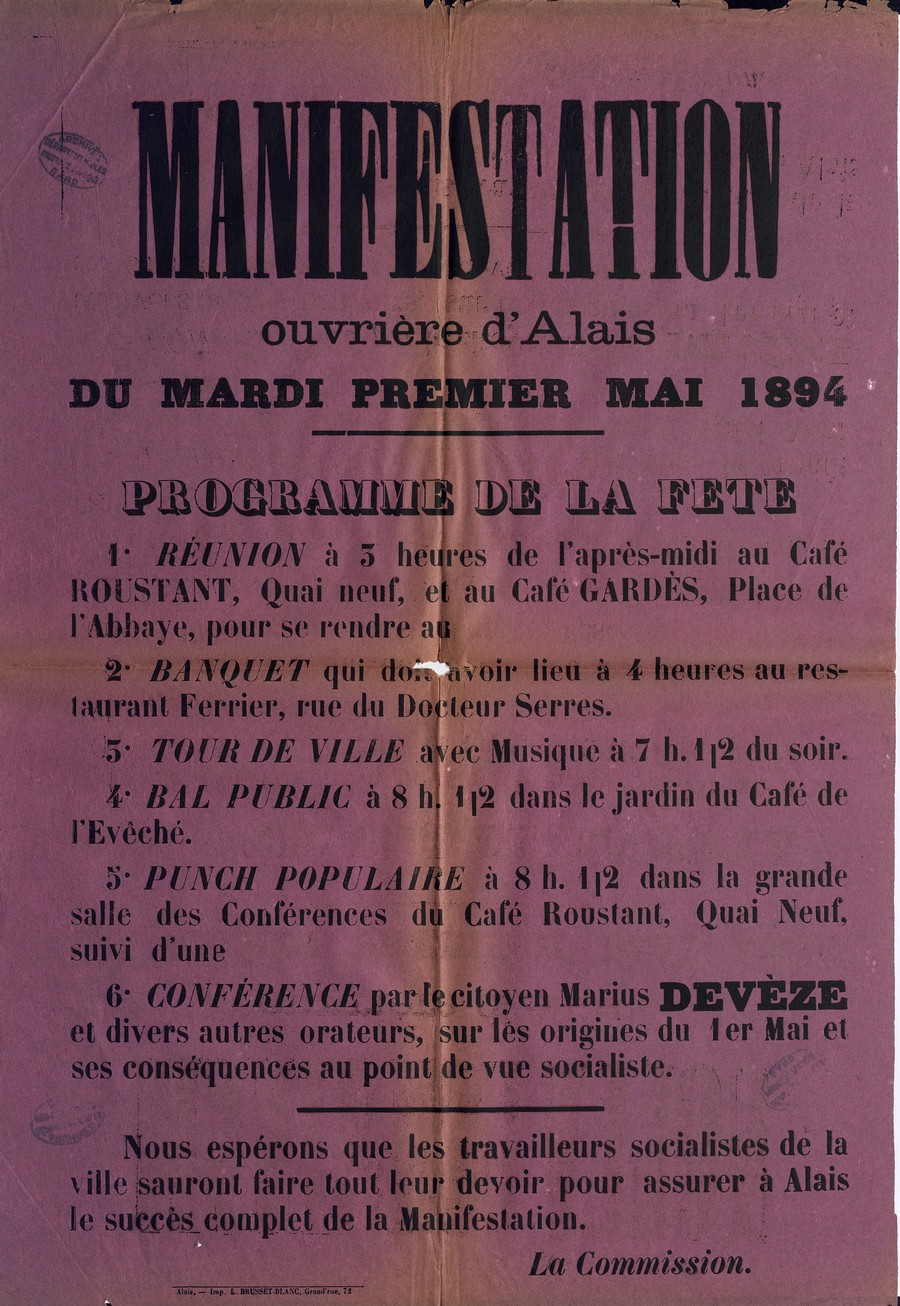 MANIFESTATION
ouvrière d'Alais
DU MARDI PREMIER MAI 1894
PROGRAMME DE LA FETE
1· RÉUNION à 3 heures de l'après-midi au Café
ROUSTANT, Quai neuf, et au Café GARDÈS, Place de
l'Abbaye, pour se rendre au
2· BANQUET qui doit avoir lieu à 4 heures au res-
taurant Ferrier, rue du Docteur Serres.
3· TOUR DE VILLE avec Musique à 7 h. 1|2 du soir.
4· BAL PUBLIC à 8 h. 1|2 dans le jardin du Café de
l'Evêché.
5· PUNCH POPULAIRE à 8 h. 1|2 dans la grande
salle des Conférences du Café Roustant, Quai Neuf,
suivi d'une
6· CONFÉRENCE par le citoyen Marius DEVÈZE
et divers autres orateurs, sur les origines du 1er Mai et
ses conséquences au point de vue socialiste.
Nous espérons que les travailleurs socialistes de la
ville sauront faire tout leur devoir pour assurer à Alais
le succès complet de la Manifestation.
La Commission.
Alais, — Imp. L. BRUSSET-BLANC, Grand'rue, 72